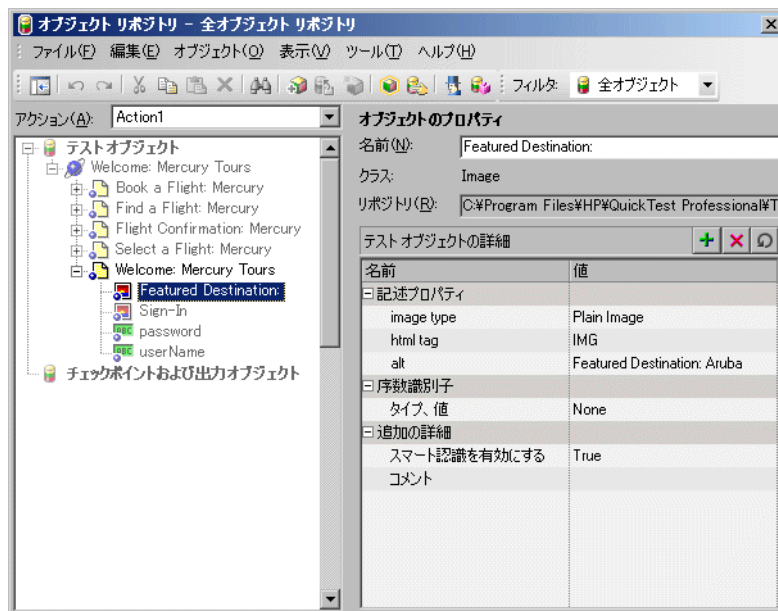 オブジェクト リポジトリ - 全オブジェクト リポジトリ
ファイル(F) 編集(E) オブジェクト(O) 表示(V) ツール(T) ヘルプ(H)
フィルタ: 全オブジェクト
アクション(A): Action1
テスト オブジェクト
Welcome: Mercury Tours
Book a Flight: Mercury
Find a Flight: Mercury
Flight Confirmation: Mercury
Select a Flight: Mercury
Welcome: Mercury Tours
Featured Destination:
Sign-In
password
userName
チェックポイントおよび出力オブジェクト
オブジェクトのプロパティ
名前(N): Featured Destination:
クラス: Image
リポジトリ(R): C:¥Program Files¥HP¥QuickTest Professional¥T
テスト オブジェクトの詳細
名前 値
記述プロパティ
image type Plain Image
html tag IMG
alt Featured Destination: Aruba
序数識別子
タイプ、値 None
追加の詳細
スマート認識を有効にする True
コメント